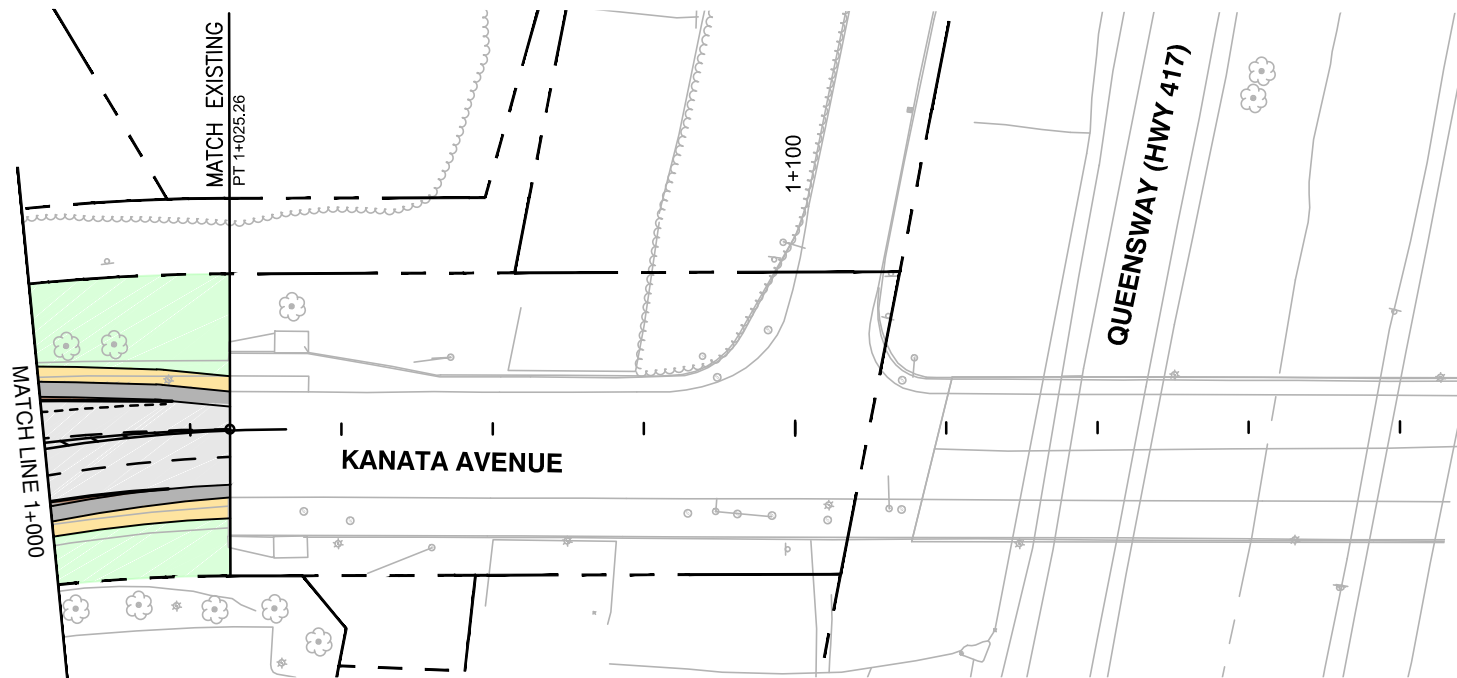 MATCH EXISTING
PT 1+025.26
1+100
QUEENSWAY (HWY 417)
MATCH LINE 1+000
KANATA AVENUE